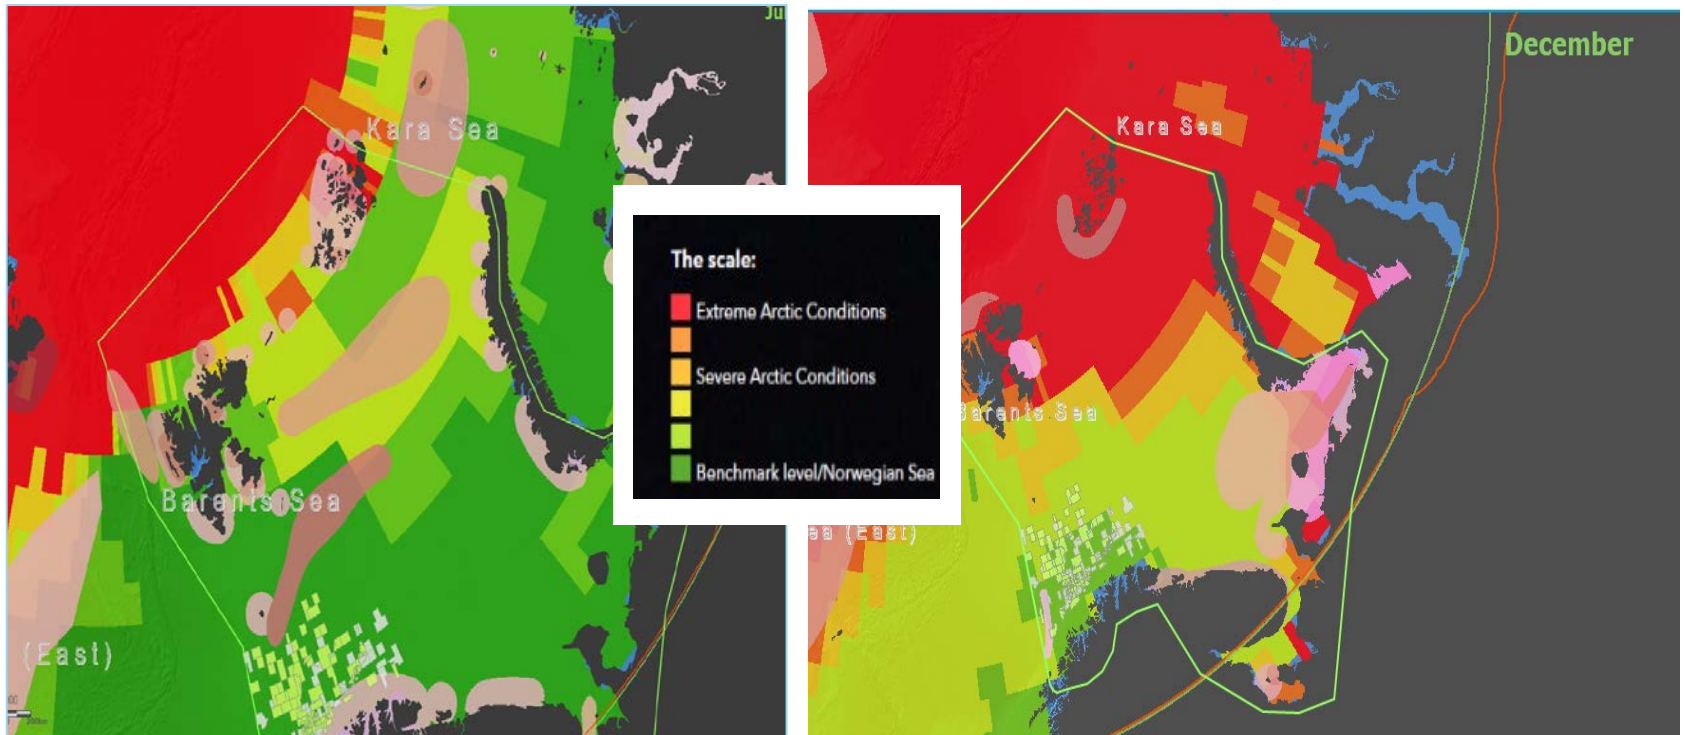 Kara Sea
Barents Sea
(East)
The scale:
Extreme Arctic Conditions
Severe Arctic Conditions
Benchmark level/Norwegian Sea
December
Kara Sea
Barents Sea
(East)